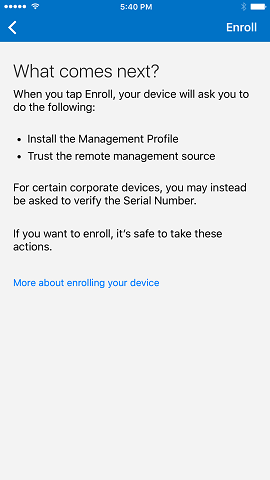 5:40 PM
Enroll
What comes next?
When you tap Enroll, your device will ask you to
do the following:
• Install the Management Profile
• Trust the remote management source
For certain corporate devices, you may instead
be asked to verify the Serial Number.
If you want to enroll, it's safe to take these
actions.
More about enrolling your device